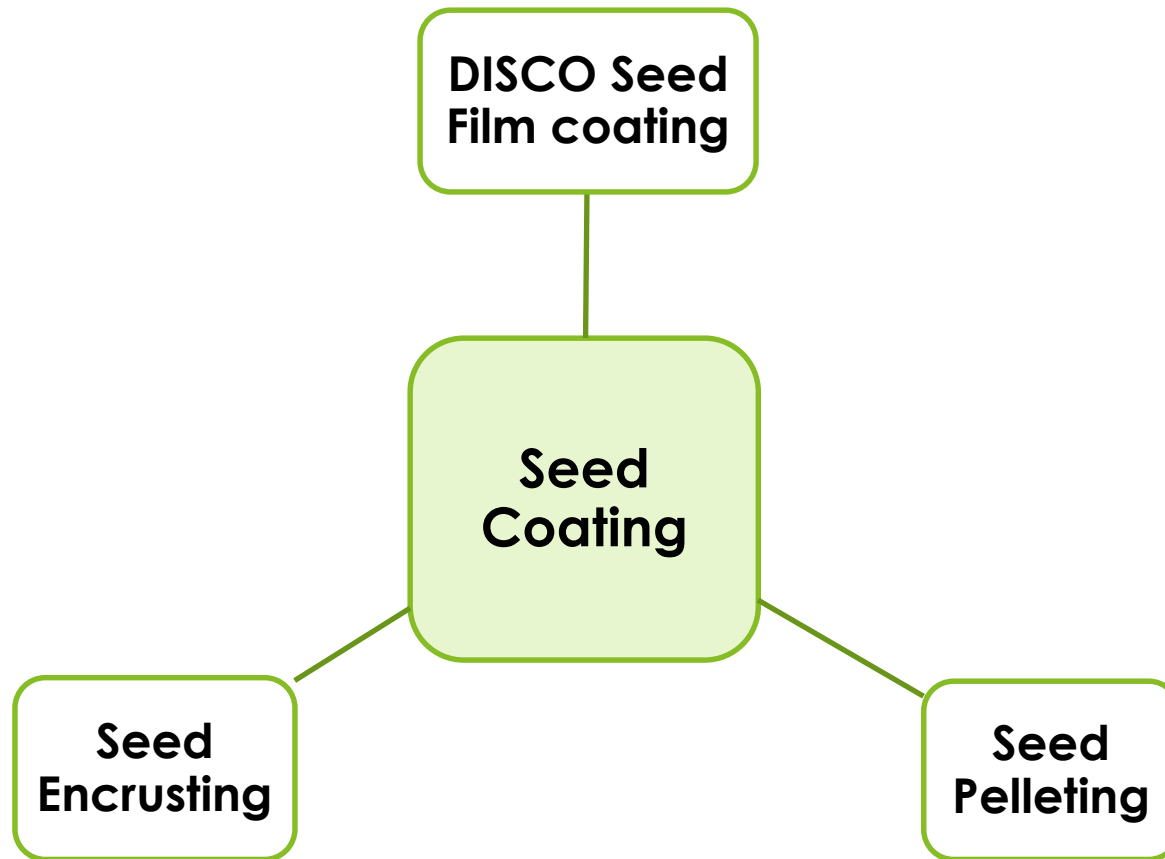 DISCO Seed
Film coating
Seed
Coating
Seed
Encrusting
Seed
Pelleting